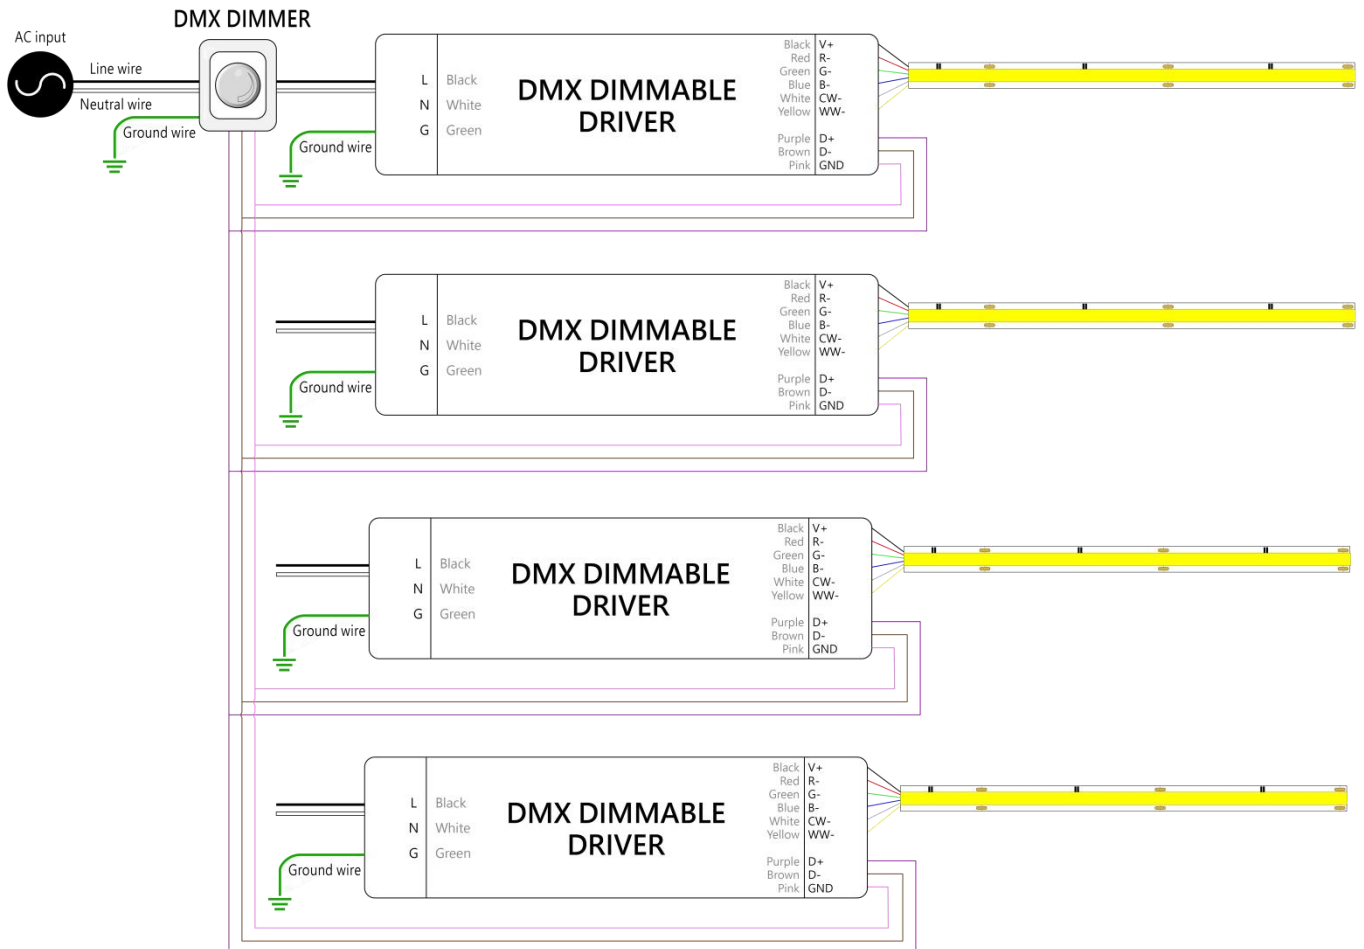 DMX DIMMER
AC input
Line wire
Neutral wire
Ground wire
Ground wire
L Black
N White
G Green
DMX DIMMABLE
DRIVER
Black V+
Red R-
Green G-
Blue B-
White CW-
Yellow WW-
Purple D+
Brown D-
Pink GND
Ground wire
L Black
N White
G Green
DMX DIMMABLE
DRIVER
Black V+
Red R-
Green G-
Blue B-
White CW-
Yellow WW-
Purple D+
Brown D-
Pink GND
Ground wire
L Black
N White
G Green
DMX DIMMABLE
DRIVER
Black V+
Red R-
Green G-
Blue B-
White CW-
Yellow WW-
Purple D+
Brown D-
Pink GND
Ground wire
L Black
N White
G Green
DMX DIMMABLE
DRIVER
Black V+
Red R-
Green G-
Blue B-
White CW-
Yellow WW-
Purple D+
Brown D-
Pink GND